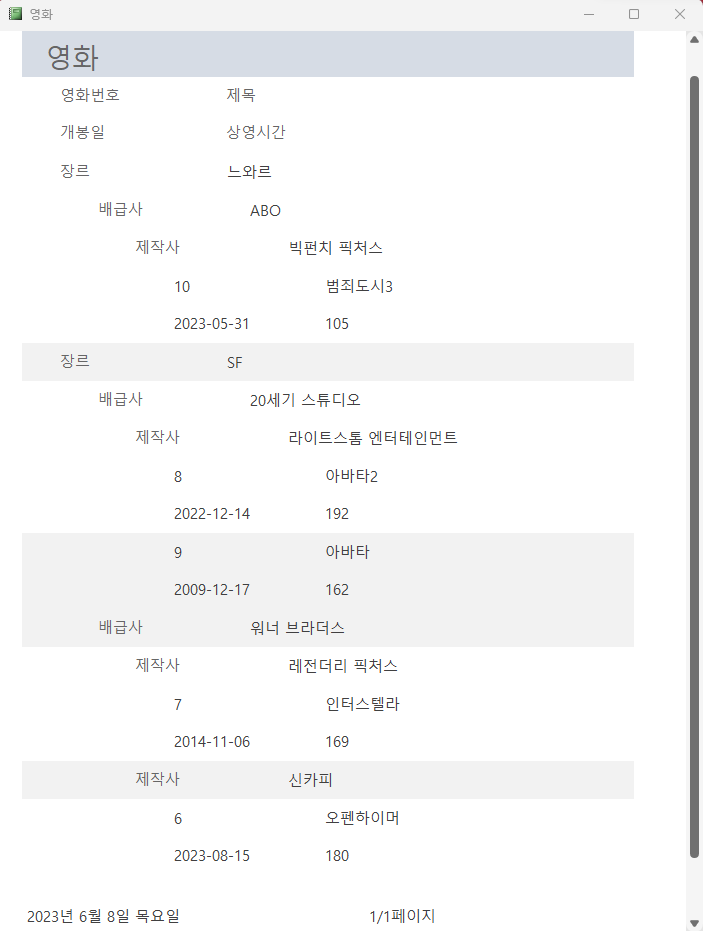 영화
영화
영화번호 제목
개봉일 상영시간
장르 느와르
배급사 ABO
제작사 빅펀치 픽처스
10 범죄도시3
2023-05-31 105
장르 SF
배급사 20세기 스튜디오
제작사 라이트스톰 엔터테인먼트
8 아바타2
2022-12-14 192
9 아바타
2009-12-17 162
배급사 워너 브라더스
제작사 레전더리 픽처스
7 인터스텔라
2014-11-06 169
제작사 신카피
6 오펜하이머
2023-08-15 180
2023년 6월 8일 목요일 1/1페이지